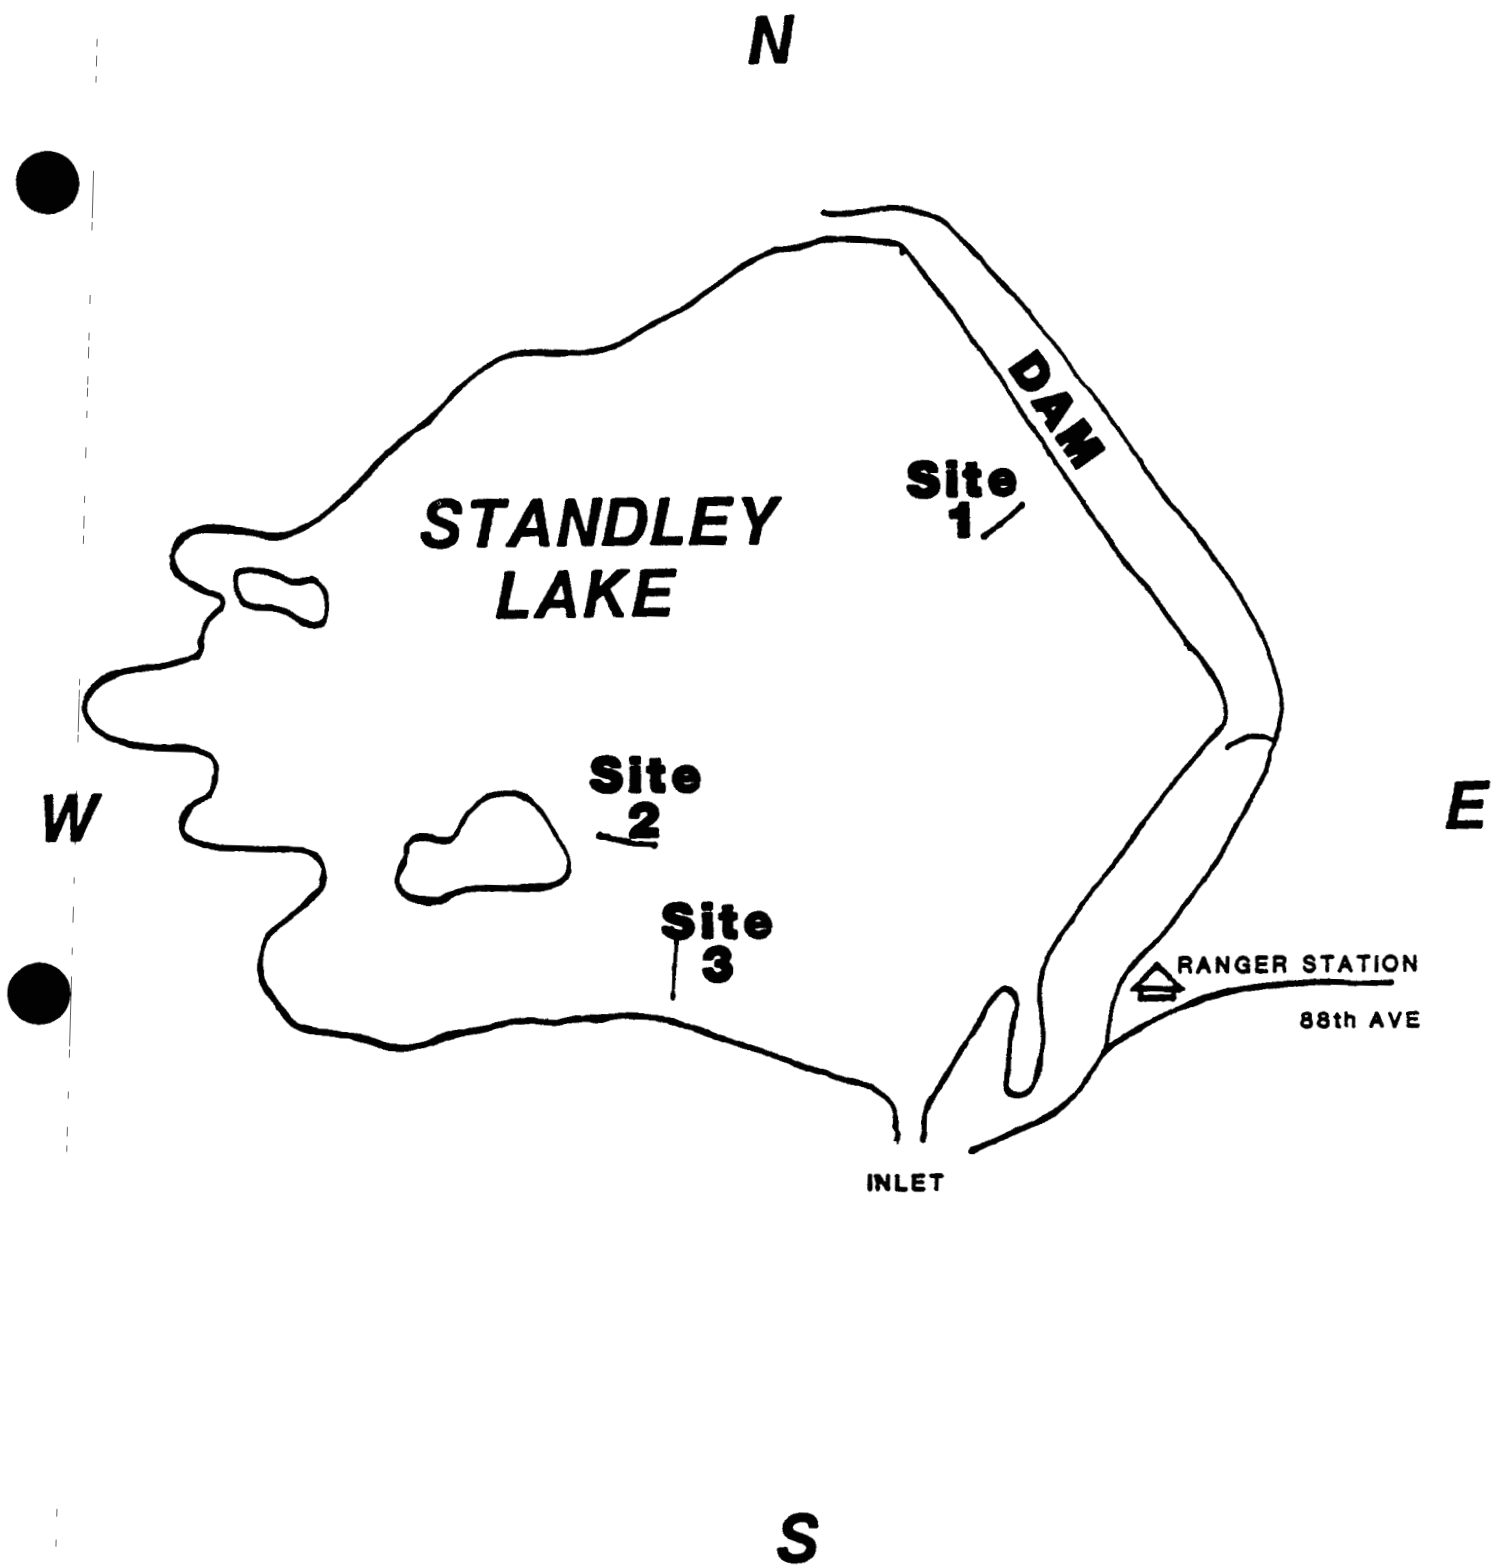 N
DAM
Site
1
STANDLEY
LAKE
Site
2
W
E
Site
3
RANGER STATION
88th AVE
INLET
S